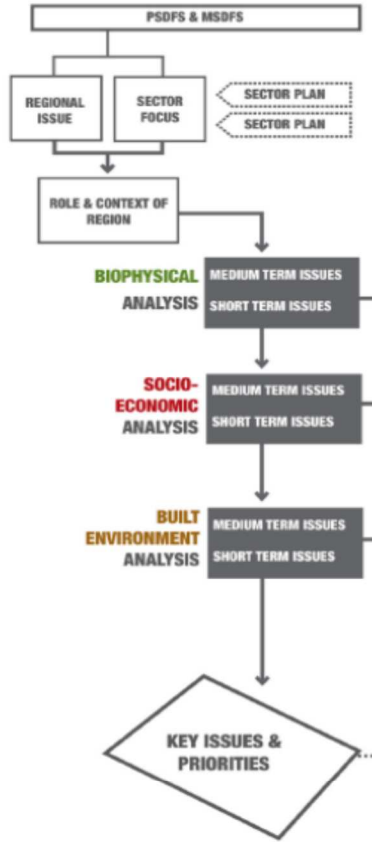 PSDFS & MSDFS
REGIONAL
ISSUE
SECTOR
FOCUS
SECTOR PLAN
SECTOR PLAN
ROLE & CONTEXT OF
REGION
BIOPHYSICAL
ANALYSIS
MEDIUM TERM ISSUES
SHORT TERM ISSUES
SOCIO-
ECONOMIC
ANALYSIS
MEDIUM TERM ISSUES
SHORT TERM ISSUES
BUILT
ENVIRONMENT
ANALYSIS
MEDIUM TERM ISSUES
SHORT TERM ISSUES
KEY ISSUES &
PRIORITIES